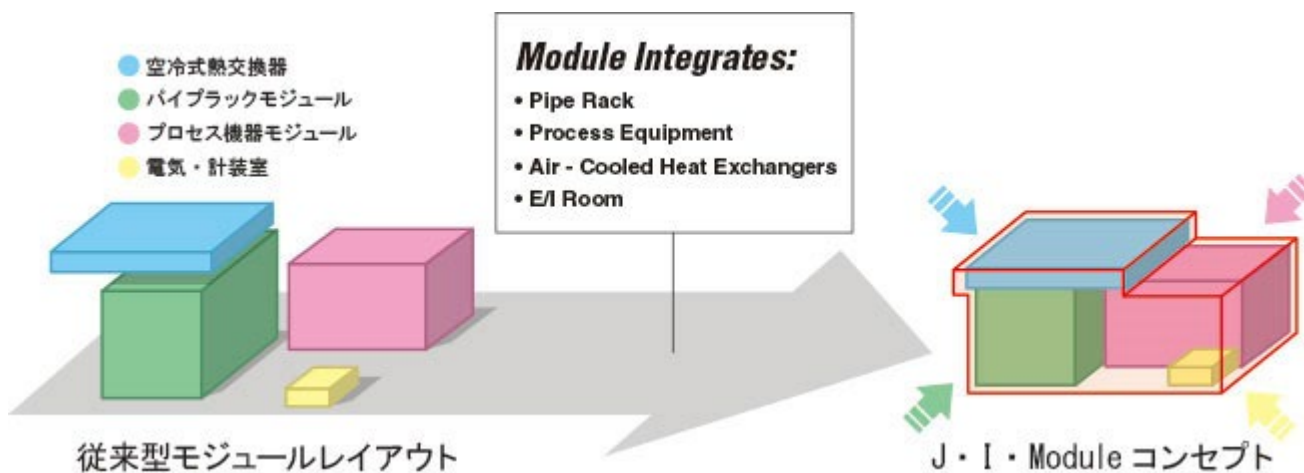 空冷式熱交換器
パイプラックモジュール
プロセス機器モジュール
電気・計装室
Module Integrates:
• Pipe Rack
• Process Equipment
• Air - Cooled Heat Exchangers
• E/I Room
従来型モジュールレイアウト
J・I・Module コンセプト